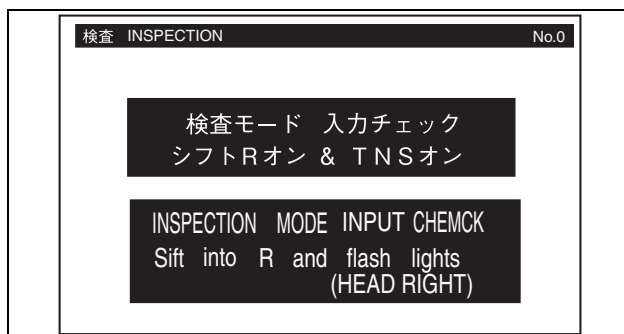 検査 INSPECTION No.0
検査モード 入力チェック
シフトRオン & TNSオン
INSPECTION MODE INPUT CHEMCK
Sift into R and flash lights
(HEAD RIGHT)